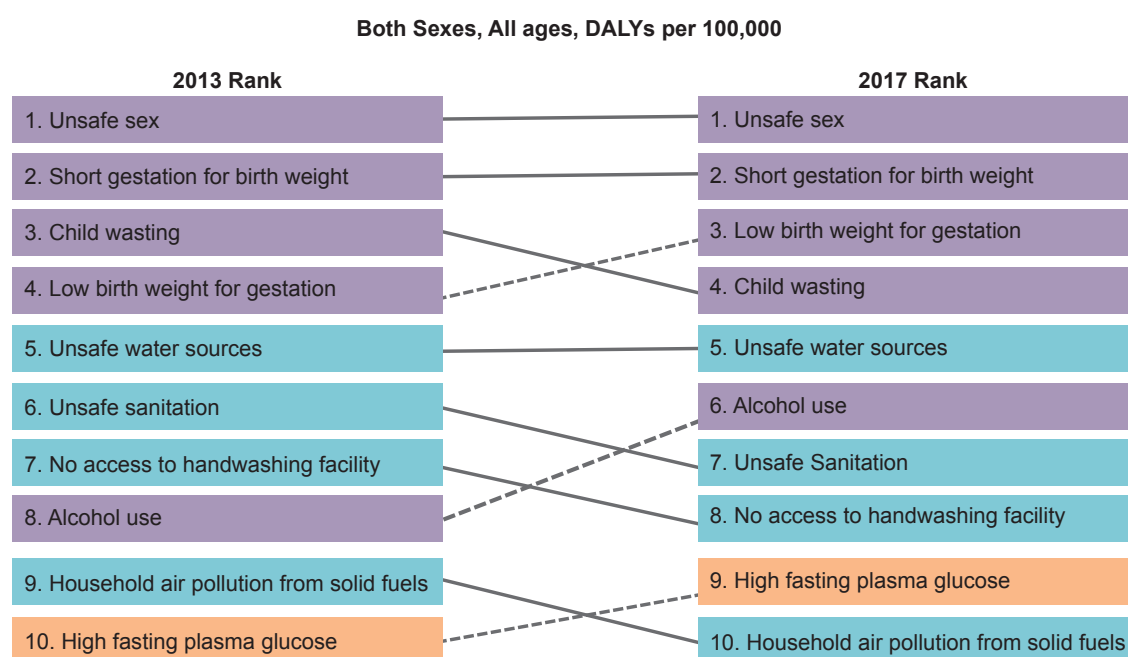 Both Sexes, All ages, DALYs per 100,000
2013 Rank
1. Unsafe sex
2. Short gestation for birth weight
3. Child wasting
4. Low birth weight for gestation
5. Unsafe water sources
6. Unsafe sanitation
7. No access to handwashing facility
8. Alcohol use
9. Household air pollution from solid fuels
10. High fasting plasma glucose
2017 Rank
1. Unsafe sex
2. Short gestation for birth weight
3. Low birth weight for gestation
4. Child wasting
5. Unsafe water sources
6. Alcohol use
7. Unsafe Sanitation
8. No access to handwashing facility
9. High fasting plasma glucose
10. Household air pollution from solid fuels